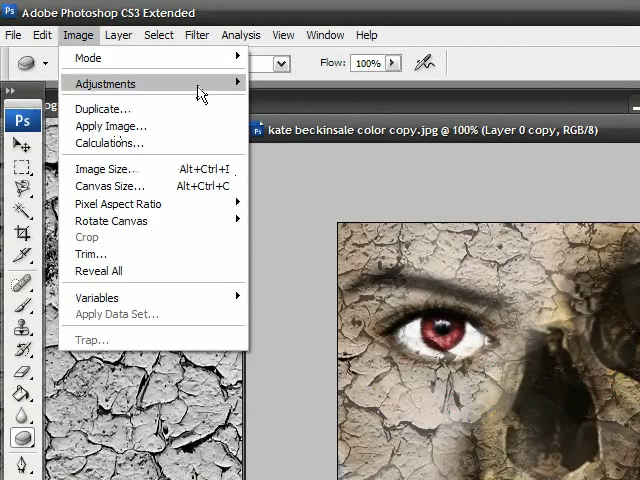 Adobe Photoshop CS3 Extended
File Edit Image Layer Select Filter Analysis View Window Help
Mode
Flow: 100%
Adjustments
Duplicate...
Apply Image...
Calculations...
Image Size... Alt+Ctrl+I
Canvas Size... Alt+Ctrl+C
Pixel Aspect Ratio
Rotate Canvas
Crop
Trim...
Reveal All
Variables
Apply Data Set...
Trap...
Ps
kate beckinsale color copy.jpg @ 100% (Layer 0 copy, RGB/8)